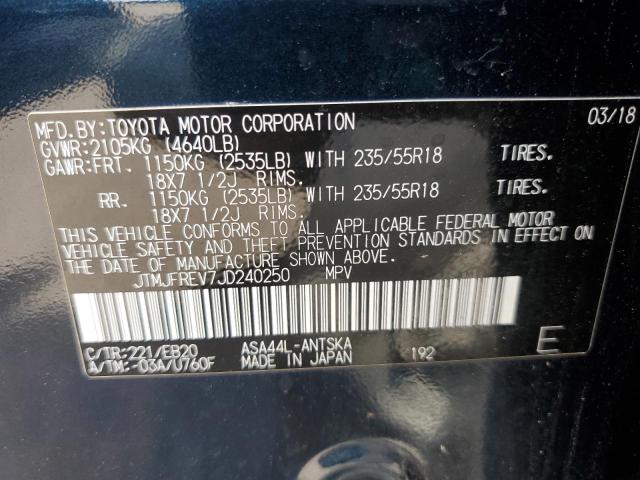 MFD.BY:TOYOTA MOTOR CORPORATION 03/18
GVWR:2105KG (4640LB)
GAWR:FRT. 1150KG (2535LB) WITH 235/55R18 TIRES.
18X7 1/2J RIMS.
RR. 1150KG (2535LB) WITH 235/55R18 TIRES.
18X7 1/2J RIMS.
THIS VEHICLE CONFORMS TO ALL APPLICABLE FEDERAL MOTOR
VEHICLE SAFETY AND THEFT PREVENTION STANDARDS IN EFFECT ON
THE DATE OF MANUFACTURE SHOWN ABOVE.
JTMJFREV7JD240250 MPV
C/TR:221/EB20 ASA44L-ANTSKA
A/TM:-03A/U760F MADE IN JAPAN 192 E